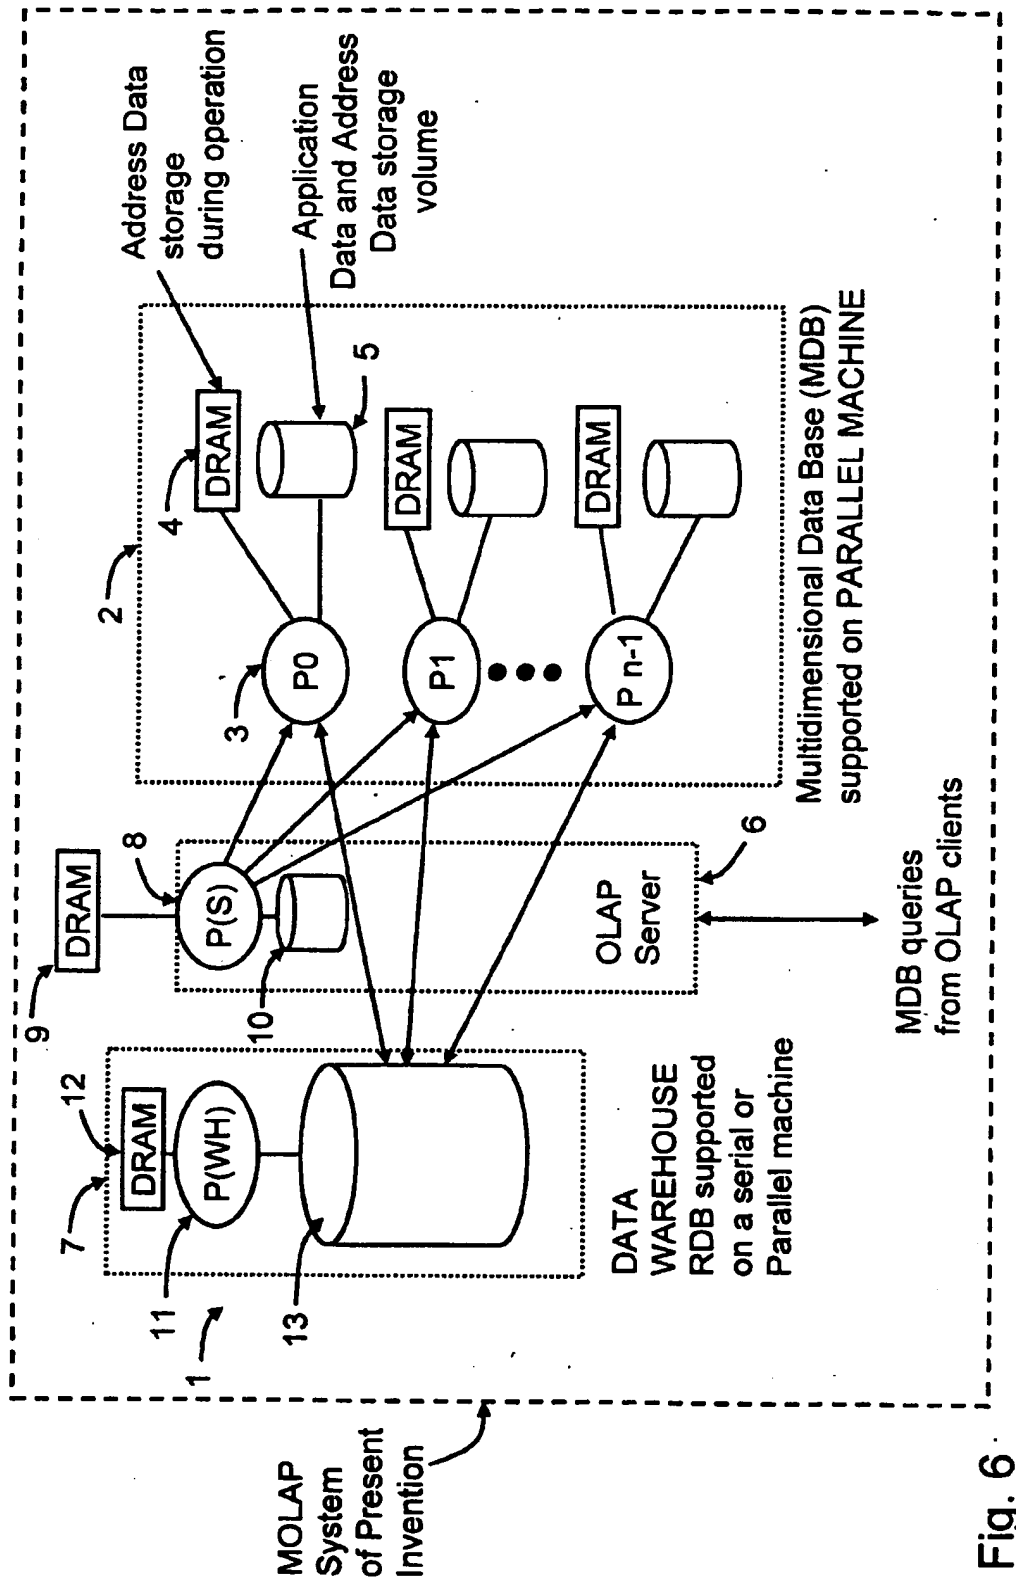 MOLAP
System
of Present
Invention
1
7
12
DRAM
11
P(WH)
13
DATA
WAREHOUSE
RDB supported
on a serial or
Parallel machine
9
DRAM
8
P(S)
10
OLAP
Server
6
MDB queries
from OLAP clients
2
3
P0
4
DRAM
5
P1
DRAM
P n-1
DRAM
Address Data
storage
during operation
Application
Data and Address
Data storage
volume
Multidimensional Data Base (MDB)
supported on PARALLEL MACHINE
Fig. 6